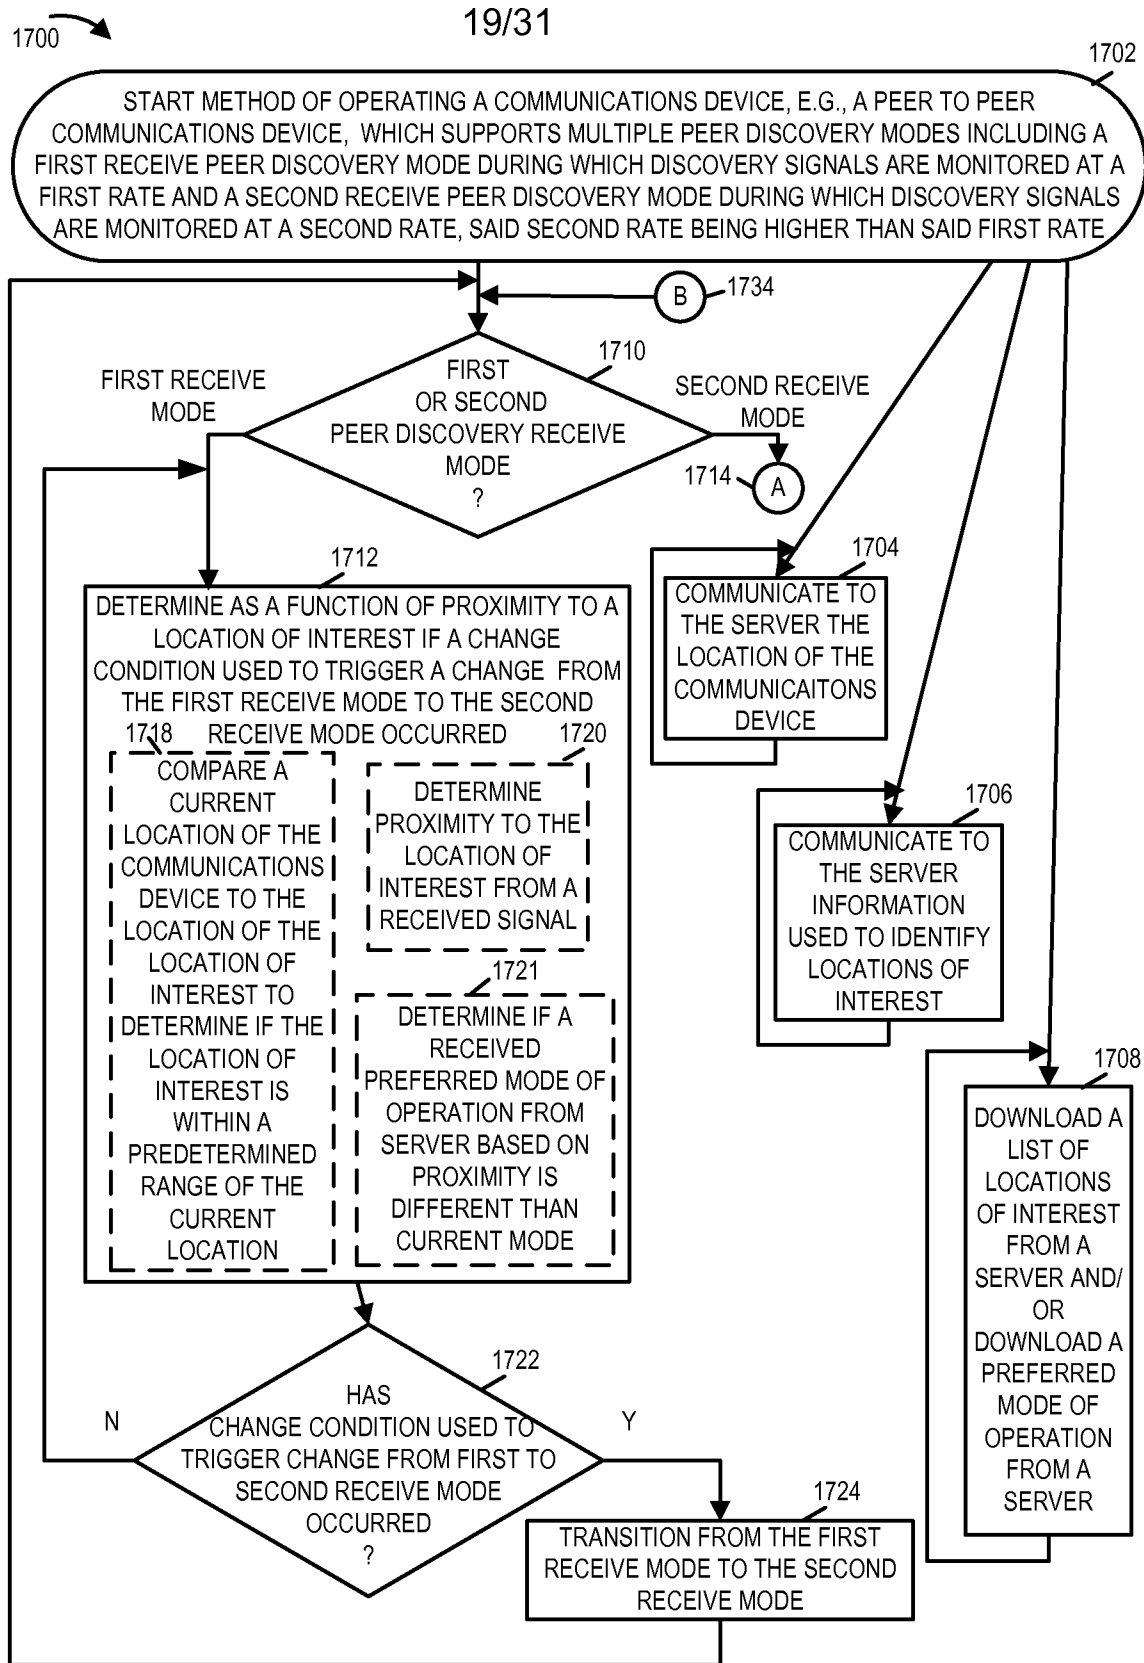 19/31
1700
1702
START METHOD OF OPERATING A COMMUNICATIONS DEVICE, E.G., A PEER TO PEER
COMMUNICATIONS DEVICE, WHICH SUPPORTS MULTIPLE PEER DISCOVERY MODES INCLUDING A
FIRST RECEIVE PEER DISCOVERY MODE DURING WHICH DISCOVERY SIGNALS ARE MONITORED AT A
FIRST RATE AND A SECOND RECEIVE PEER DISCOVERY MODE DURING WHICH DISCOVERY SIGNALS
ARE MONITORED AT A SECOND RATE, SAID SECOND RATE BEING HIGHER THAN SAID FIRST RATE
B
1734
1710
FIRST
OR SECOND
PEER DISCOVERY RECEIVE
MODE
?
FIRST RECEIVE
MODE
SECOND RECEIVE
MODE
1714
A
1712
DETERMINE AS A FUNCTION OF PROXIMITY TO A
LOCATION OF INTEREST IF A CHANGE
CONDITION USED TO TRIGGER A CHANGE FROM
THE FIRST RECEIVE MODE TO THE SECOND
RECEIVE MODE OCCURRED
1718
COMPARE A
CURRENT
LOCATION OF THE
COMMUNICATIONS
DEVICE TO THE
LOCATION OF THE
LOCATION OF
INTEREST TO
DETERMINE IF THE
LOCATION OF
INTEREST IS
WITHIN A
PREDETERMINED
RANGE OF THE
CURRENT
LOCATION
1720
DETERMINE
PROXIMITY TO THE
LOCATION OF
INTEREST FROM A
RECEIVED SIGNAL
1721
DETERMINE IF A
RECEIVED
PREFERRED MODE OF
OPERATION FROM
SERVER BASED ON
PROXIMITY IS
DIFFERENT THAN
CURRENT MODE
1704
COMMUNICATE TO
THE SERVER THE
LOCATION OF THE
COMMUNICAITONS
DEVICE
1706
COMMUNICATE TO
THE SERVER
INFORMATION
USED TO IDENTIFY
LOCATIONS OF
INTEREST
1708
DOWNLOAD A
LIST OF
LOCATIONS
OF INTEREST
FROM A
SERVER AND/
OR
DOWNLOAD A
PREFERRED
MODE OF
OPERATION
FROM A
SERVER
1722
HAS
CHANGE CONDITION USED TO
TRIGGER CHANGE FROM FIRST TO
SECOND RECEIVE MODE
OCCURRED
?
N
Y
1724
TRANSITION FROM THE FIRST
RECEIVE MODE TO THE SECOND
RECEIVE MODE